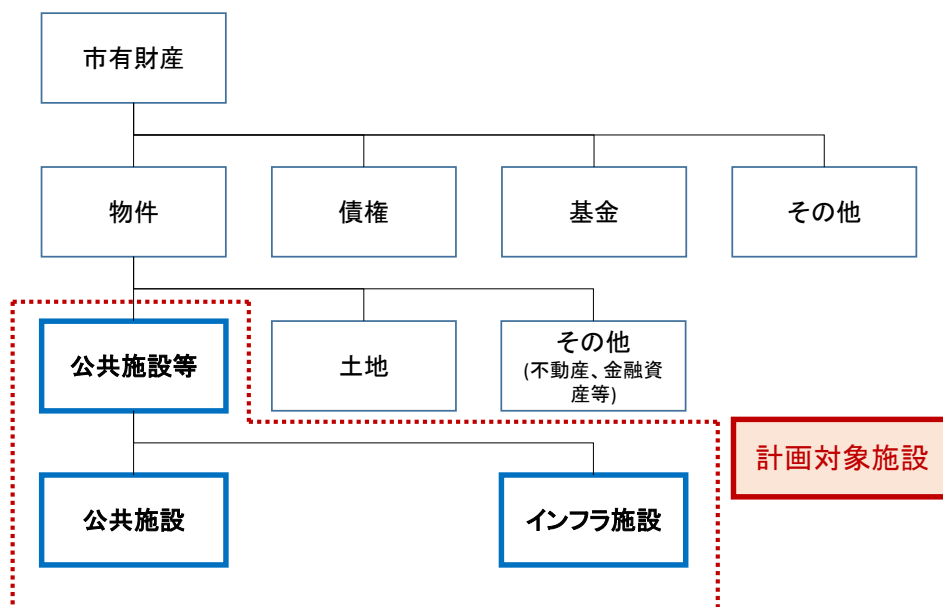 市有財産
物件
債権
基金
その他
公共施設等
土地
その他
(不動産、金融資
産等)
計画対象施設
公共施設
インフラ施設